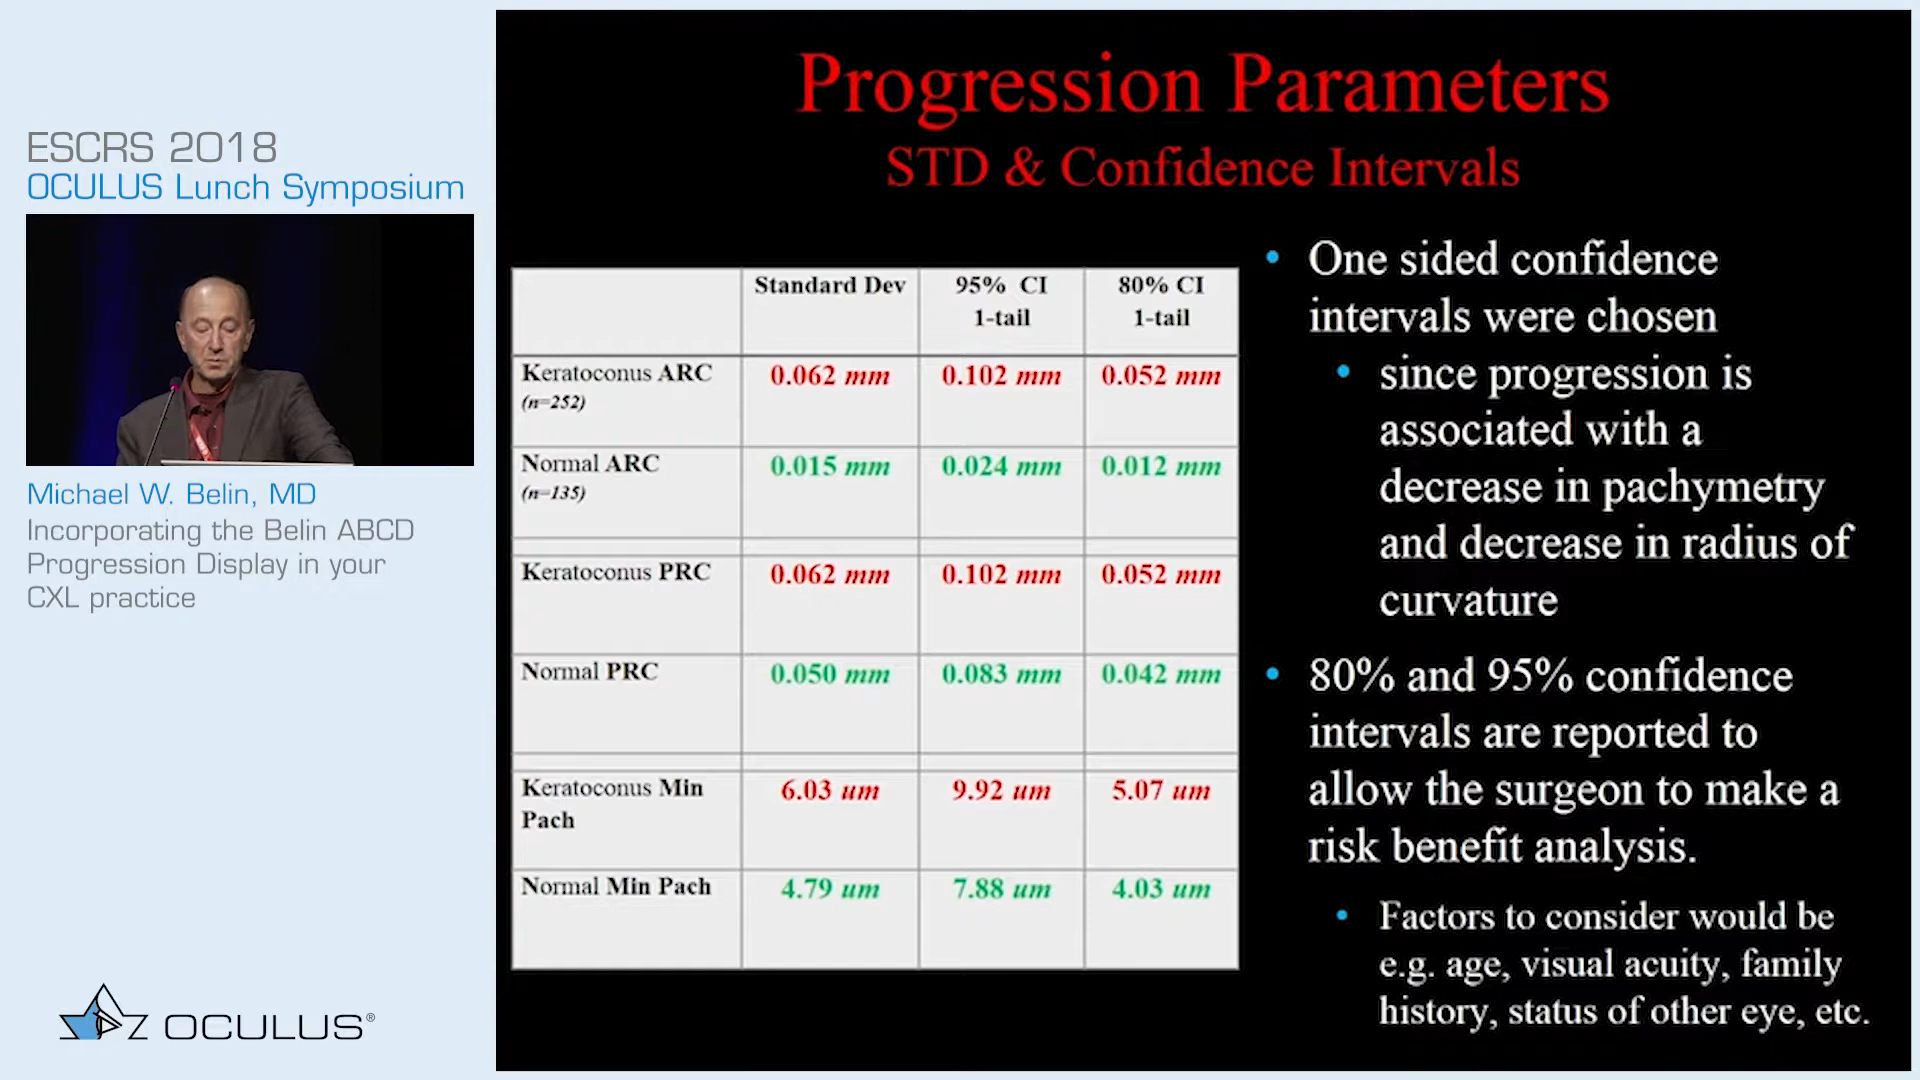 ESCRS 2018
OCULUS Lunch Symposium
Michael W. Belin, MD
Incorporating the Belin ABCD
Progression Display in your
CXL practice
OCULUS®
Progression Parameters
STD & Confidence Intervals
Standard Dev 95% CI 1-tail 80% CI 1-tail
Keratoconus ARC (n=252) 0.062 mm 0.102 mm 0.052 mm
Normal ARC (n=135) 0.015 mm 0.024 mm 0.012 mm
Keratoconus PRC 0.062 mm 0.102 mm 0.052 mm
Normal PRC 0.050 mm 0.083 mm 0.042 mm
Keratoconus Min Pach 6.03 um 9.92 um 5.07 um
Normal Min Pach 4.79 um 7.88 um 4.03 um
• One sided confidence
intervals were chosen
• since progression is
associated with a
decrease in pachymetry
and decrease in radius of
curvature
• 80% and 95% confidence
intervals are reported to
allow the surgeon to make a
risk benefit analysis.
• Factors to consider would be
e.g. age, visual acuity, family
history, status of other eye, etc.